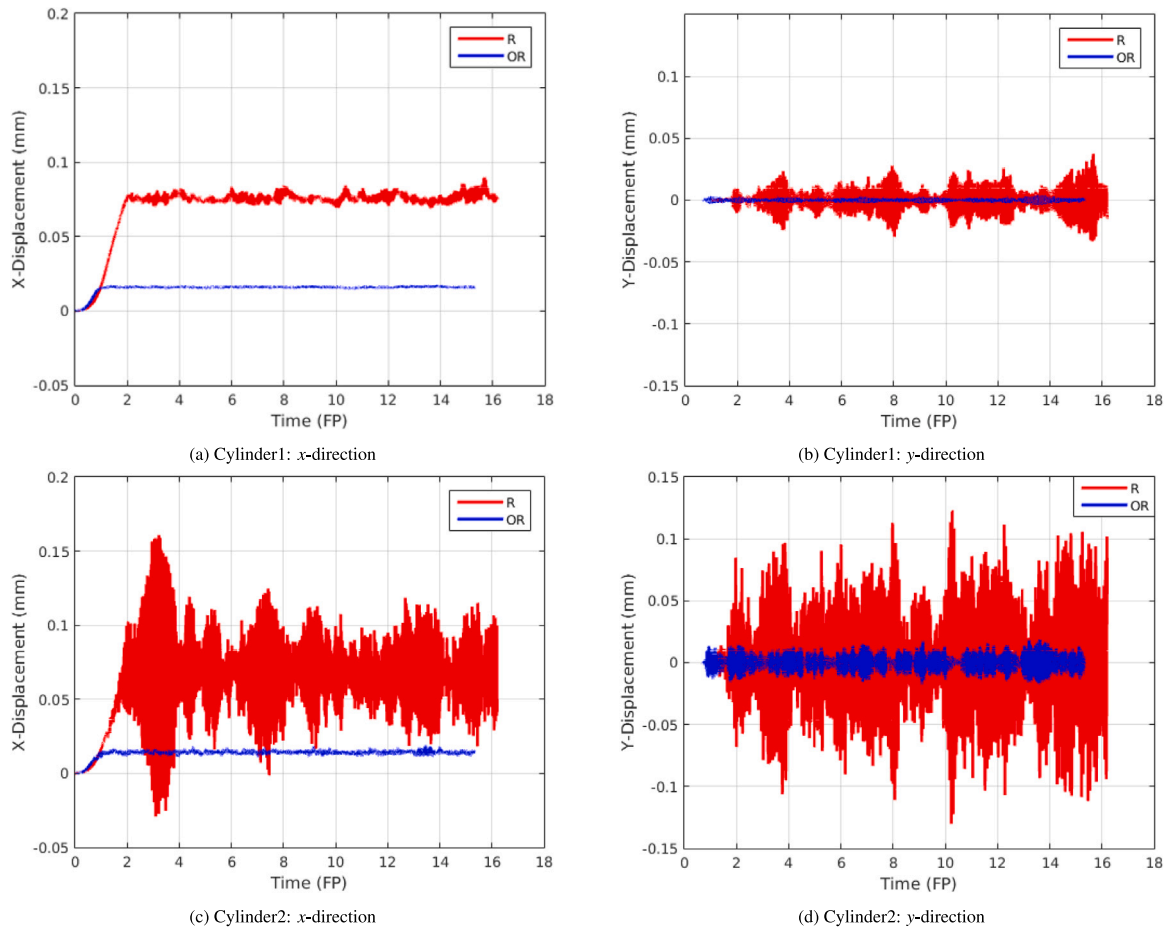 0.2
0.15
0.1
0.05
0
-0.05
X-Displacement (mm)
R
OR
0 2 4 6 8 10 12 14 16 18
Time (FP)
(a) Cylinder1: x-direction
0.1
0.05
0
-0.05
-0.1
-0.15
Y-Displacement (mm)
R
OR
0 2 4 6 8 10 12 14 16 18
Time (FP)
(b) Cylinder1: y-direction
0.2
0.15
0.1
0.05
0
-0.05
X-Displacement (mm)
R
OR
0 2 4 6 8 10 12 14 16 18
Time (FP)
(c) Cylinder2: x-direction
0.15
0.1
0.05
0
-0.05
-0.1
-0.15
Y-Displacement (mm)
R
OR
0 2 4 6 8 10 12 14 16 18
Time (FP)
(d) Cylinder2: y-direction